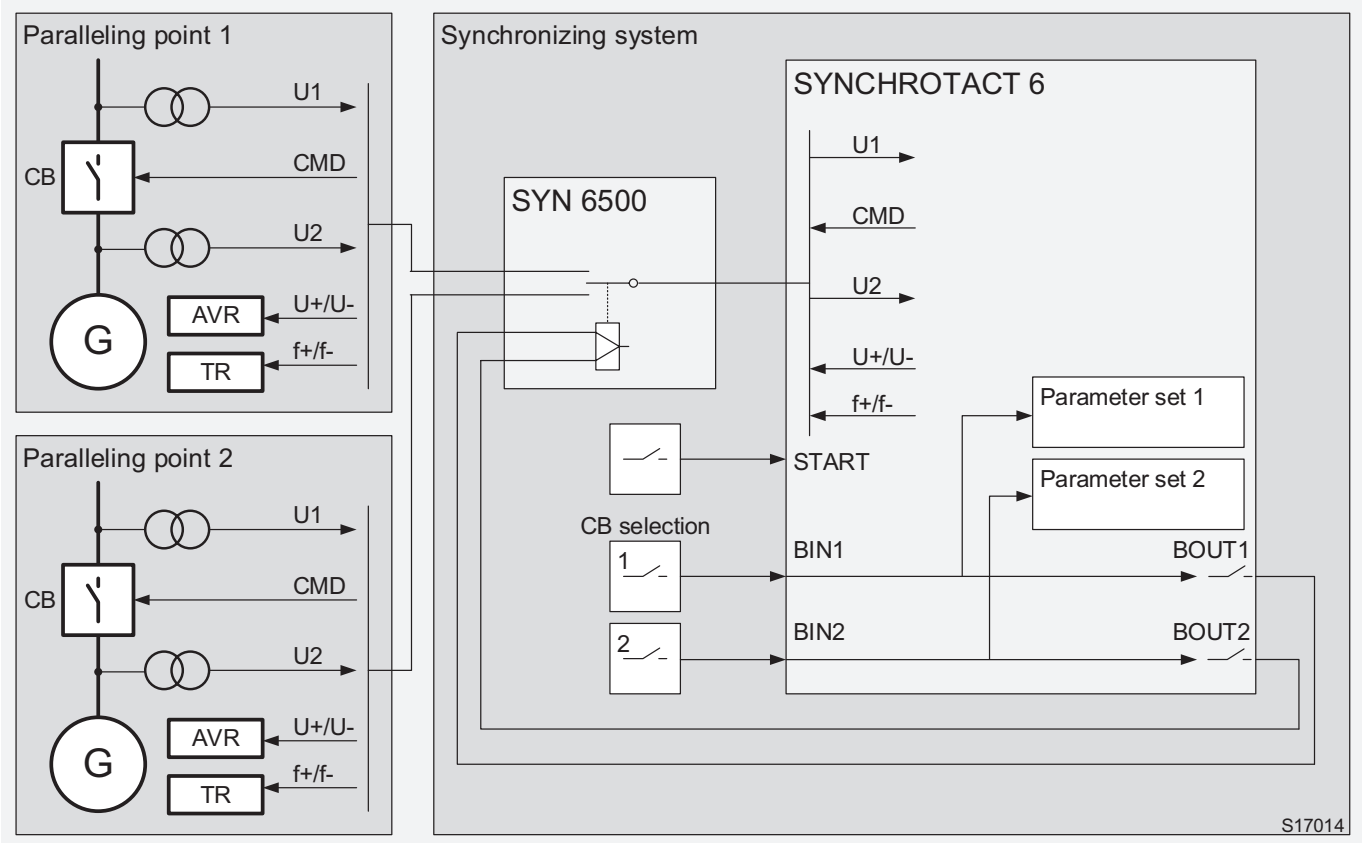 Paralleling point 1
U1
CB
CMD
U2
G
AVR
U+/U-
TR
f+/f-
Paralleling point 2
U1
CB
CMD
U2
G
AVR
U+/U-
TR
f+/f-
Synchronizing system
SYN 6500
SYNCHROTACT 6
U1
CMD
U2
U+/U-
f+/f-
Parameter set 1
START
Parameter set 2
CB selection
1
BIN1
BOUT1
2
BIN2
BOUT2
S17014